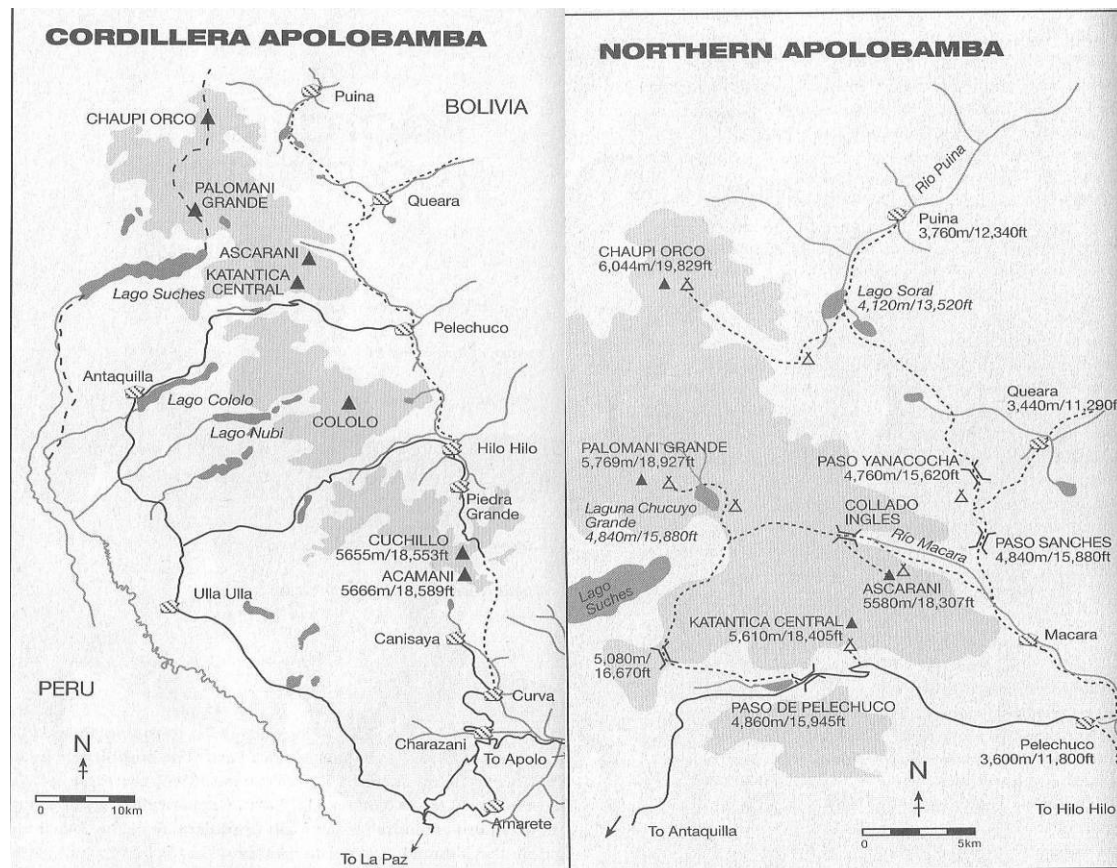 CORDILLERA APOLOBAMBA
Puina
BOLIVIA
CHAUPI ORCO
PALOMANI
GRANDE
Queara
ASCARANI
KATANTICA
CENTRAL
Lago Suches
Pelechuco
Antaquilla
Lago Cololo
COLOLO
Lago Nubi
Hilo Hilo
Piedra
Grande
CUCHILLO
5655m/18,553ft
ACAMANI
5666m/18,589ft
Ulla Ulla
Canisaya
PERU
Curva
N
Charazani
To Apolo
0 10km
Amarete
To La Paz
NORTHERN APOLOBAMBA
Río Puina
Puina
3,760m/12,340ft
CHAUPI ORCO
6,044m/19,829ft
Lago Soral
4,120m/13,520ft
Queara
3,440m/11,290ft
PALOMANI GRANDE
5,769m/18,927ft
PASO YANACOCHA
4,760m/15,620ft
Laguna Chucuyo
Grande
4,840m/15,880ft
COLLADO
INGLES
Río Macara
PASO SANCHES
4,840m/15,880ft
Lago
Suches
ASCARANI
5580m/18,307ft
KATANTICA CENTRAL
5,610m/18,405ft
Macara
5,080m/
16,670ft
PASO DE PELECHUCO
4,860m/15,945ft
Pelechuco
3,600m/11,800ft
N
To Antaquilla
0 5km
To Hilo Hilo